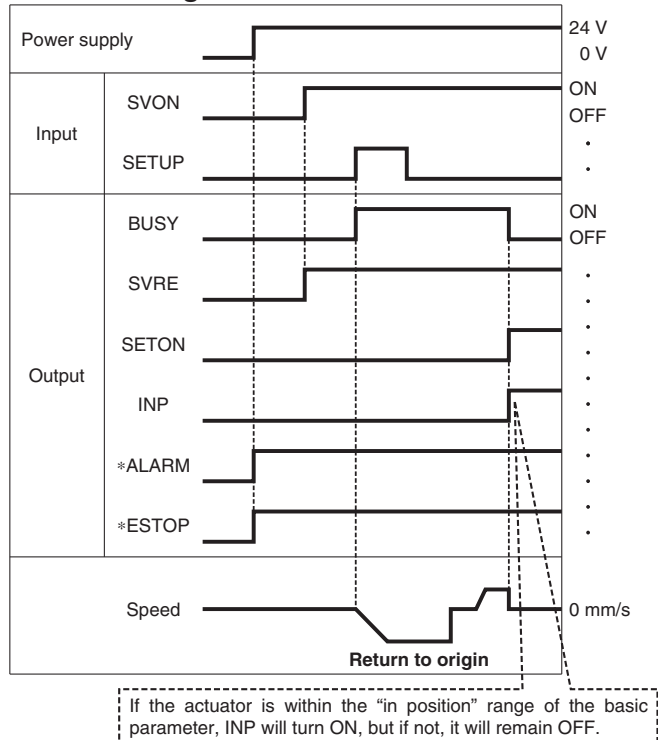 Power supply
24 V
0 V
Input
SVON
ON
OFF
SETUP
Output
BUSY
ON
OFF
SVRE
SETON
INP
*ALARM
*ESTOP
Speed
0 mm/s
Return to origin
If the actuator is within the “in position” range of the basic
parameter, INP will turn ON, but if not, it will remain OFF.